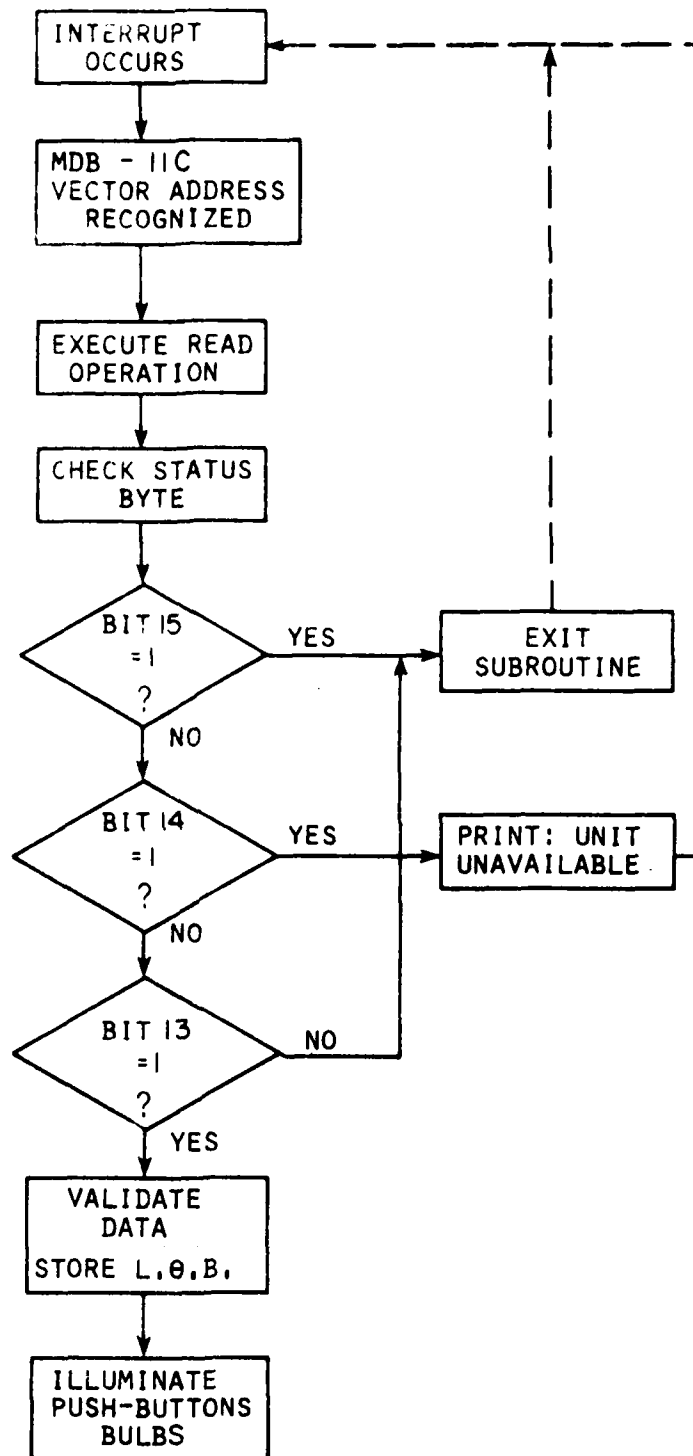 INTERRUPT
OCCURS
MDB - 11C
VECTOR ADDRESS
RECOGNIZED
EXECUTE READ
OPERATION
CHECK STATUS
BYTE
BIT 15
=1
?
YES
EXIT
SUBROUTINE
NO
BIT 14
=1
?
YES
PRINT: UNIT
UNAVAILABLE
NO
BIT 13
=1
?
NO
YES
VALIDATE
DATA
STORE L.θ.B.
ILLUMINATE
PUSH-BUTTONS
BULBS